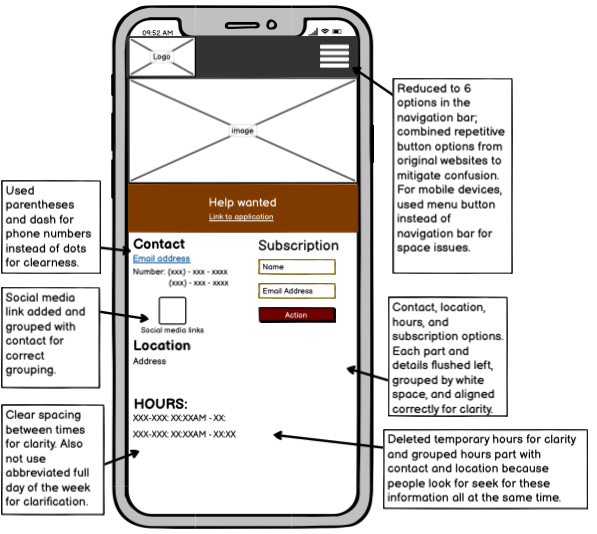 09:52 AM
Logo
image
Help wanted
Link to application
Contact
Email address
Number: (xxx) - xxx - xxxx
(xxx) - xxx - xxxx
Social media links
Location
Address
HOURS:
XXX-XXX: XX:XXAM - XX:
XXX-XXX: XX:XXAM - XX:XX
Subscription
Name
Email Address
Action
Used
parentheses
and dash for
phone numbers
instead of dots
for clearness.
Social media
link added and
grouped with
contact for
correct
grouping.
Clear spacing
between times
for clarity. Also
not use
abbreviated full
day of the week
for clarification.
Reduced to 6
options in the
navigation bar;
combined repetitive
button options from
original websites to
mitigate confusion.
For mobile devices,
used menu button
instead of
navigation bar for
space issues.
Contact, location,
hours, and
subscription options.
Each part and
details flushed left,
grouped by white
space, and aligned
correctly for clarity.
Deleted temporary hours for clarity
and grouped hours part with
contact and location because
people look for seek for these
information all at the same time.